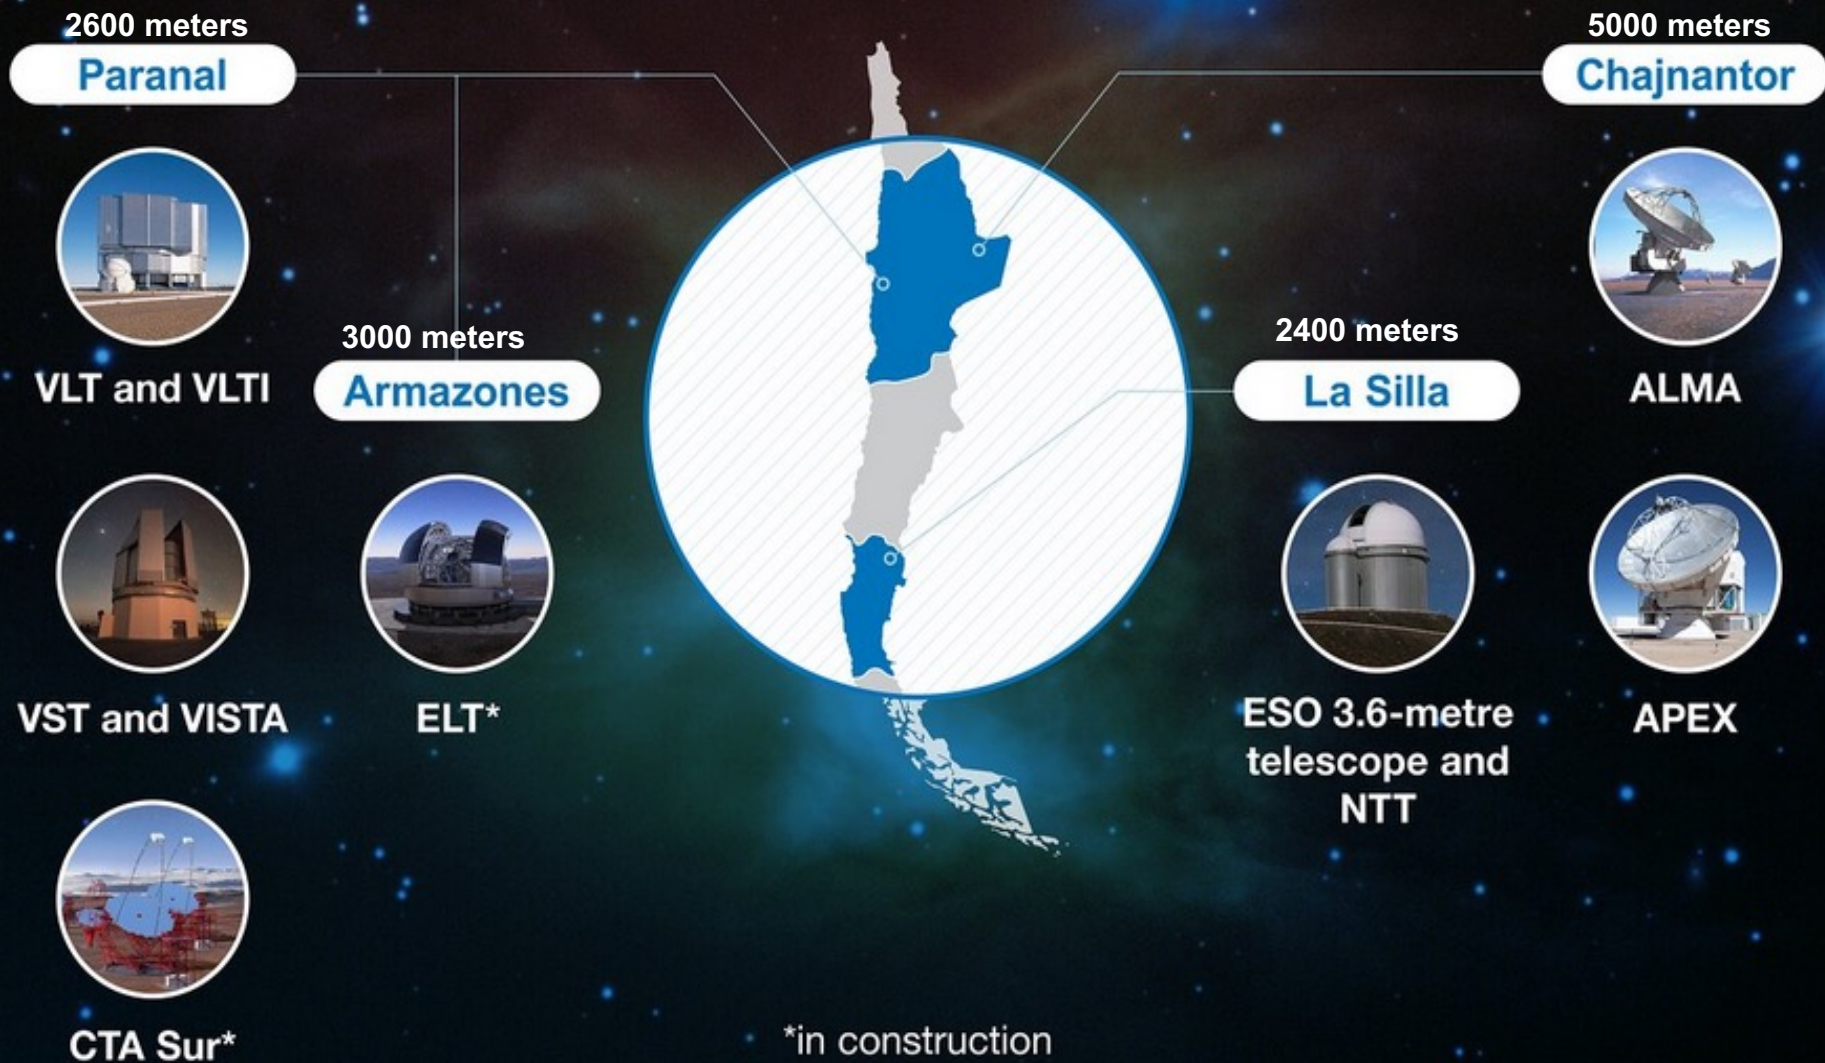 2600 meters
Paranal
VLT and VLTI
VST and VISTA
CTA Sur*
3000 meters
Armazones
ELT*
2400 meters
La Silla
ESO 3.6-metre
telescope and
NTT
5000 meters
Chajnantor
ALMA
APEX
*in construction